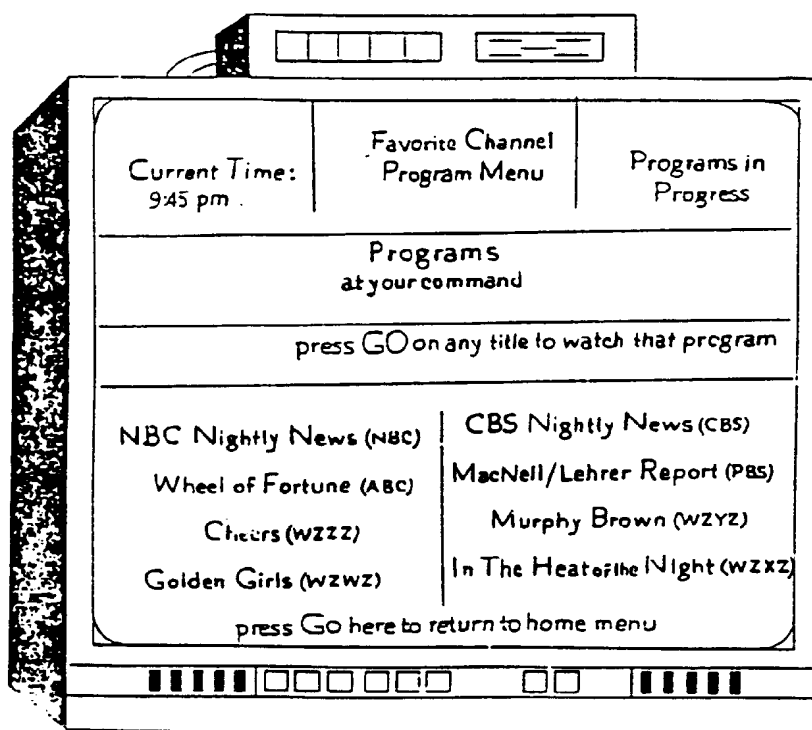 Current Time:
9:45 pm
Favorite Channel
Program Menu
Programs in
Progress
Programs
at your command
press GO on any title to watch that program
NBC Nightly News (NBC)
Wheel of Fortune (ABC)
Cheers (WZZZ)
Golden Girls (WZWZ)
CBS Nightly News (CBS)
MacNeil/Lehrer Report (PBS)
Murphy Brown (WZYZ)
In The Heat of the Night (WZXZ)
press Go here to return to home menu